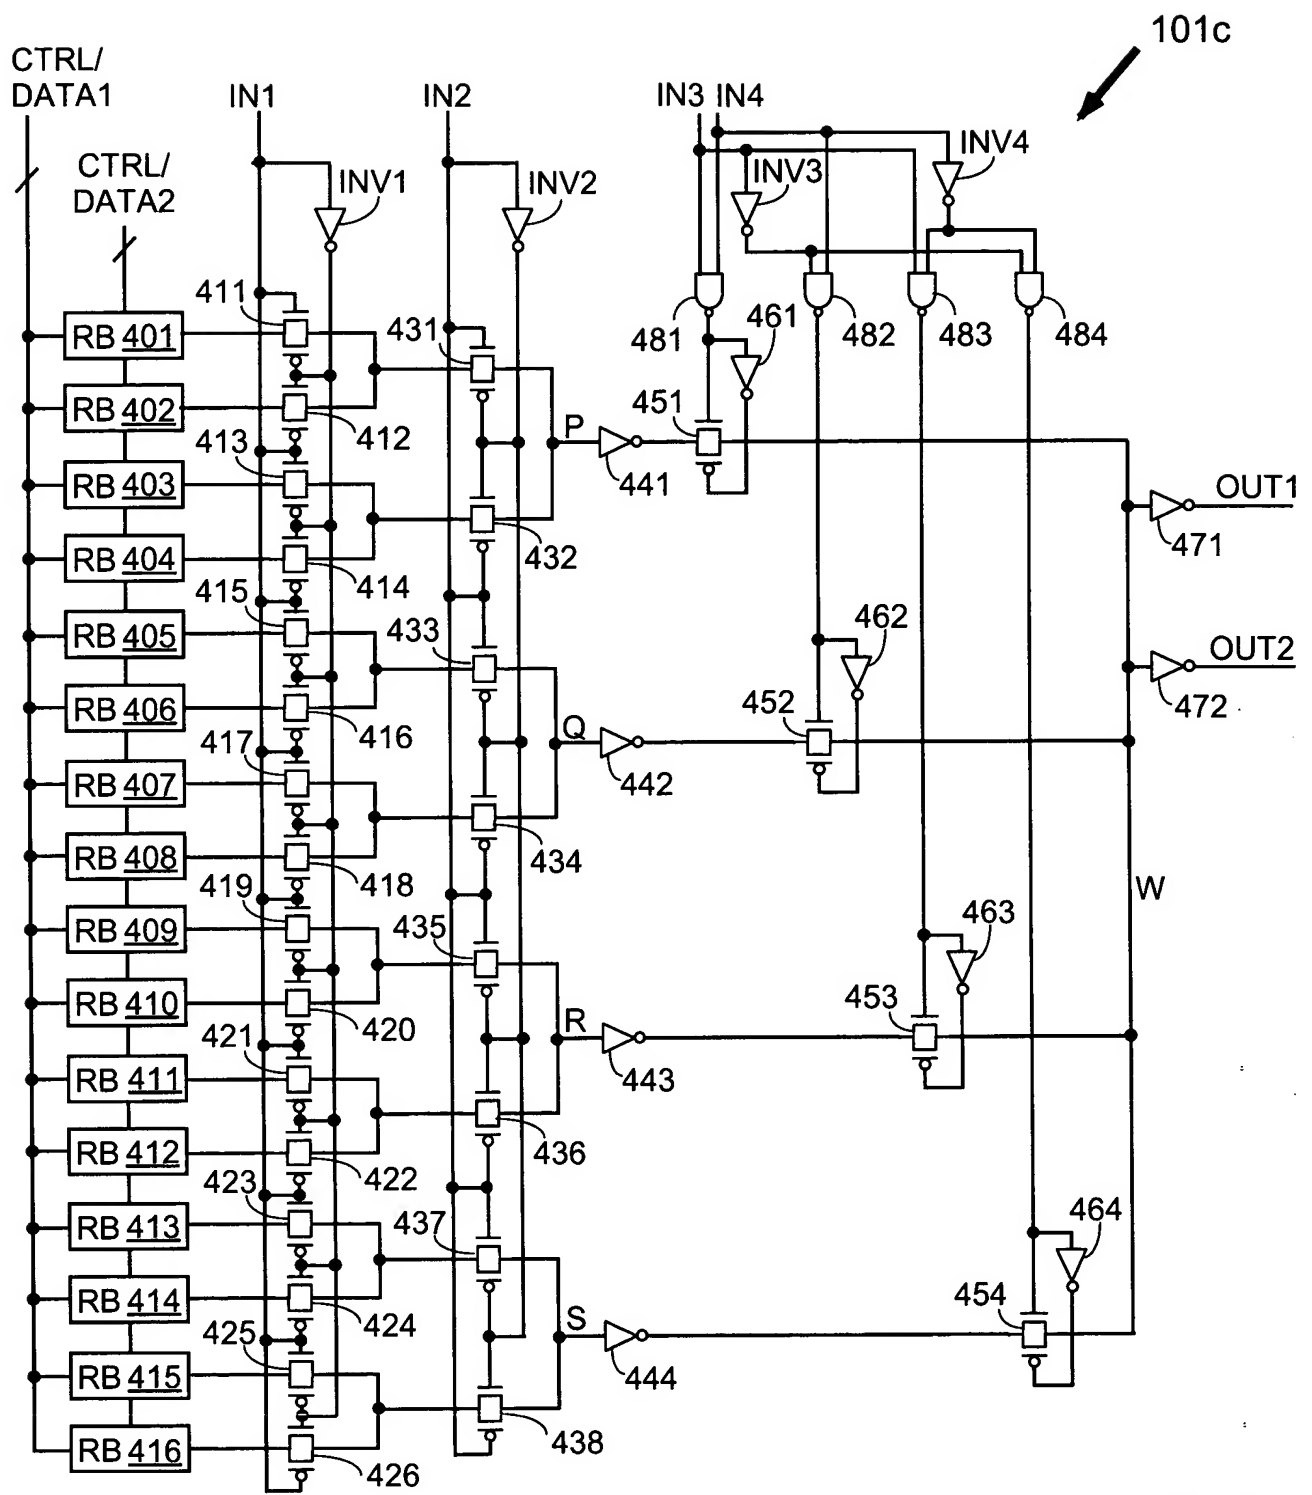 101c
CTRL/
DATA1
IN1
IN2
IN3 IN4
CTRL/
DATA2
INV1
INV2
INV3
INV4
411
431
481
461
482
483
484
RB 401
RB 402
412
451
P
413
441
RB 403
OUT1
432
471
RB 404
414
415
433
462
RB 405
OUT2
452
472
RB 406
416
Q
417
442
RB 407
434
RB 408
418
W
419
435
463
RB 409
453
RB 410
420
R
421
443
RB 411
436
RB 412
422
423
437
464
RB 413
454
RB 414
424
S
425
444
RB 415
438
RB 416
426